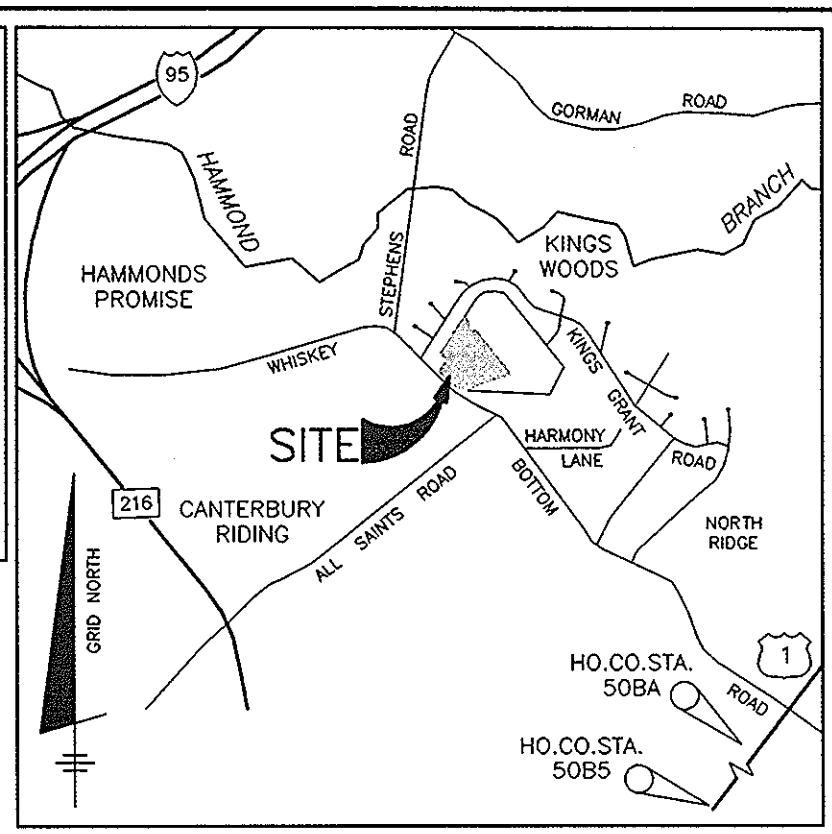 95
GORMAN ROAD
HAMMOND
ROAD
BRANCH
KINGS
WOODS
HAMMONDS
PROMISE
STEPHENS
WHISKEY
KINGS GRANT
SITE
HARMONY
LANE
ROAD
BOTTOM
216
CANTERBURY
RIDING
ALL SAINTS ROAD
NORTH
RIDGE
GRID NORTH
HO.CO.STA.
50BA
1
ROAD
HO.CO.STA.
50B5